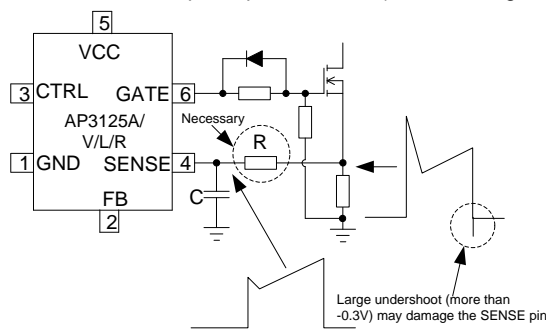 5
VCC
3
CTRL
GATE
6
AP3125A/
V/L/R
Necessary
R
1
GND
SENSE
4
C
FB
2
Large undershoot (more than
-0.3V) may damage the SENSE pin